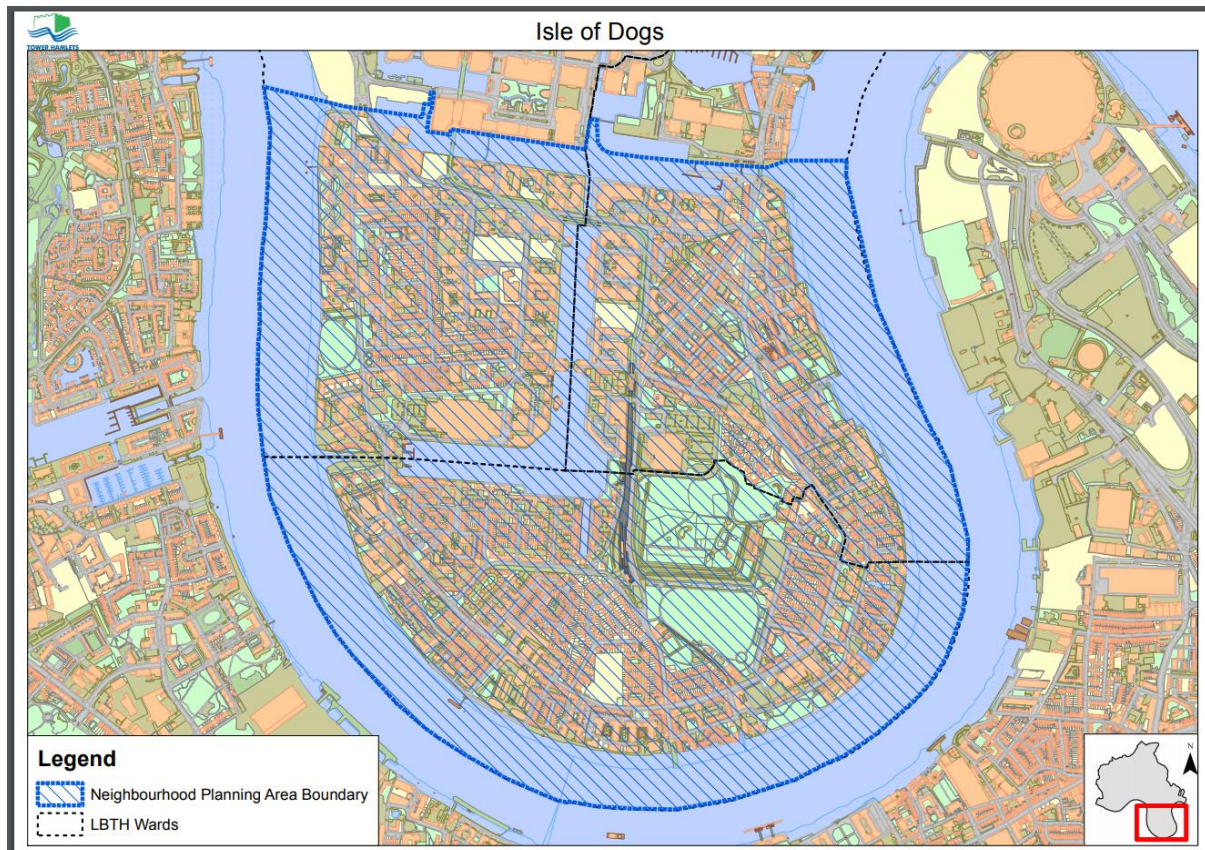 TOWER HAMLETS
Isle of Dogs
Legend
Neighbourhood Planning Area Boundary
LBTH Wards
N